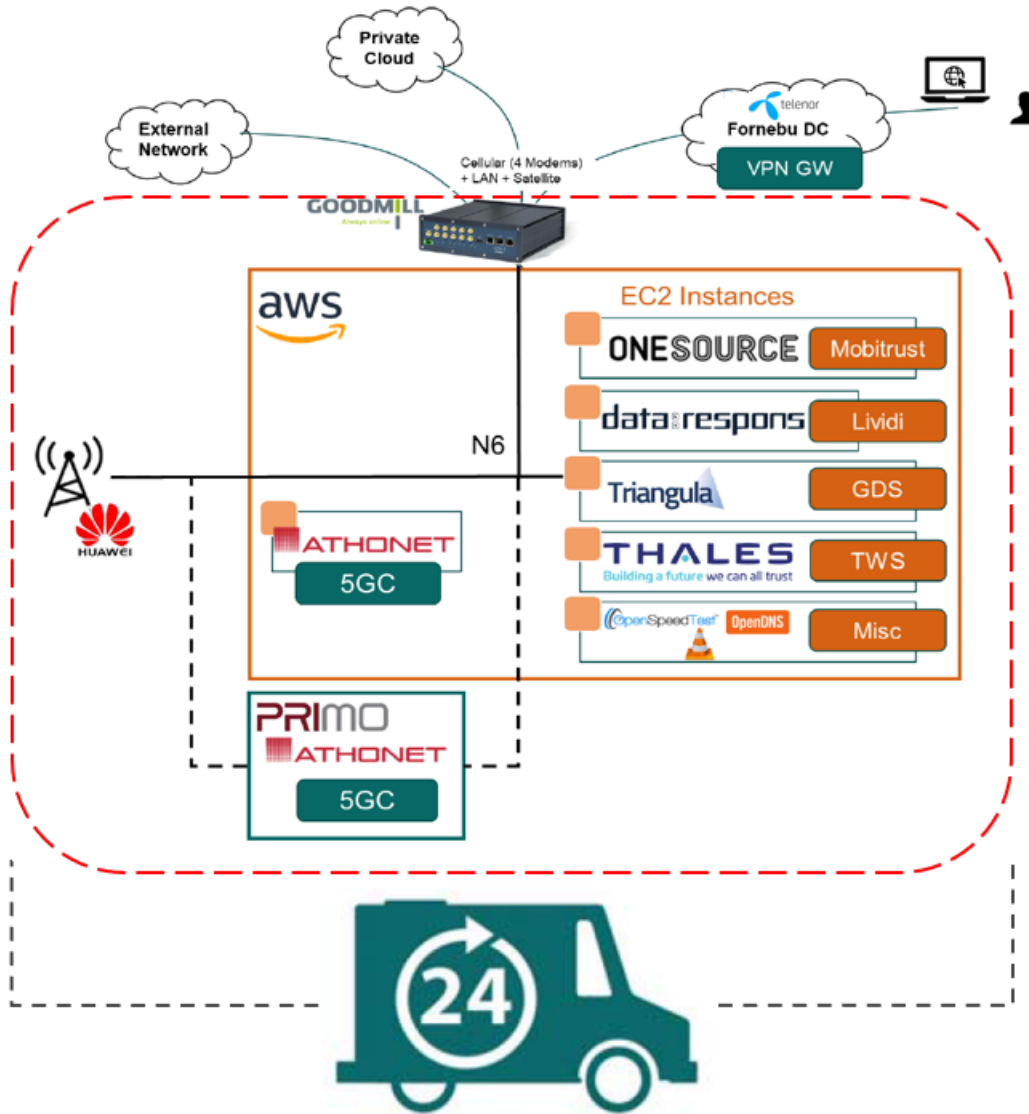 Private
Cloud
External
Network
telenor
Fornebu DC
VPN GW
Cellular (4 Modems)
+ LAN + Satellite
GOODMILL
Always online
aws
EC2 Instances
ONESOURCE
Mobitrust
data respons
Lividi
N6
Triangula
GDS
HUAWEI
ATHONET
5GC
THALES
Building a future we can all trust
TWS
OpenSpeedTest
OpenDNS
Misc
PRIMO
ATHONET
5GC
24